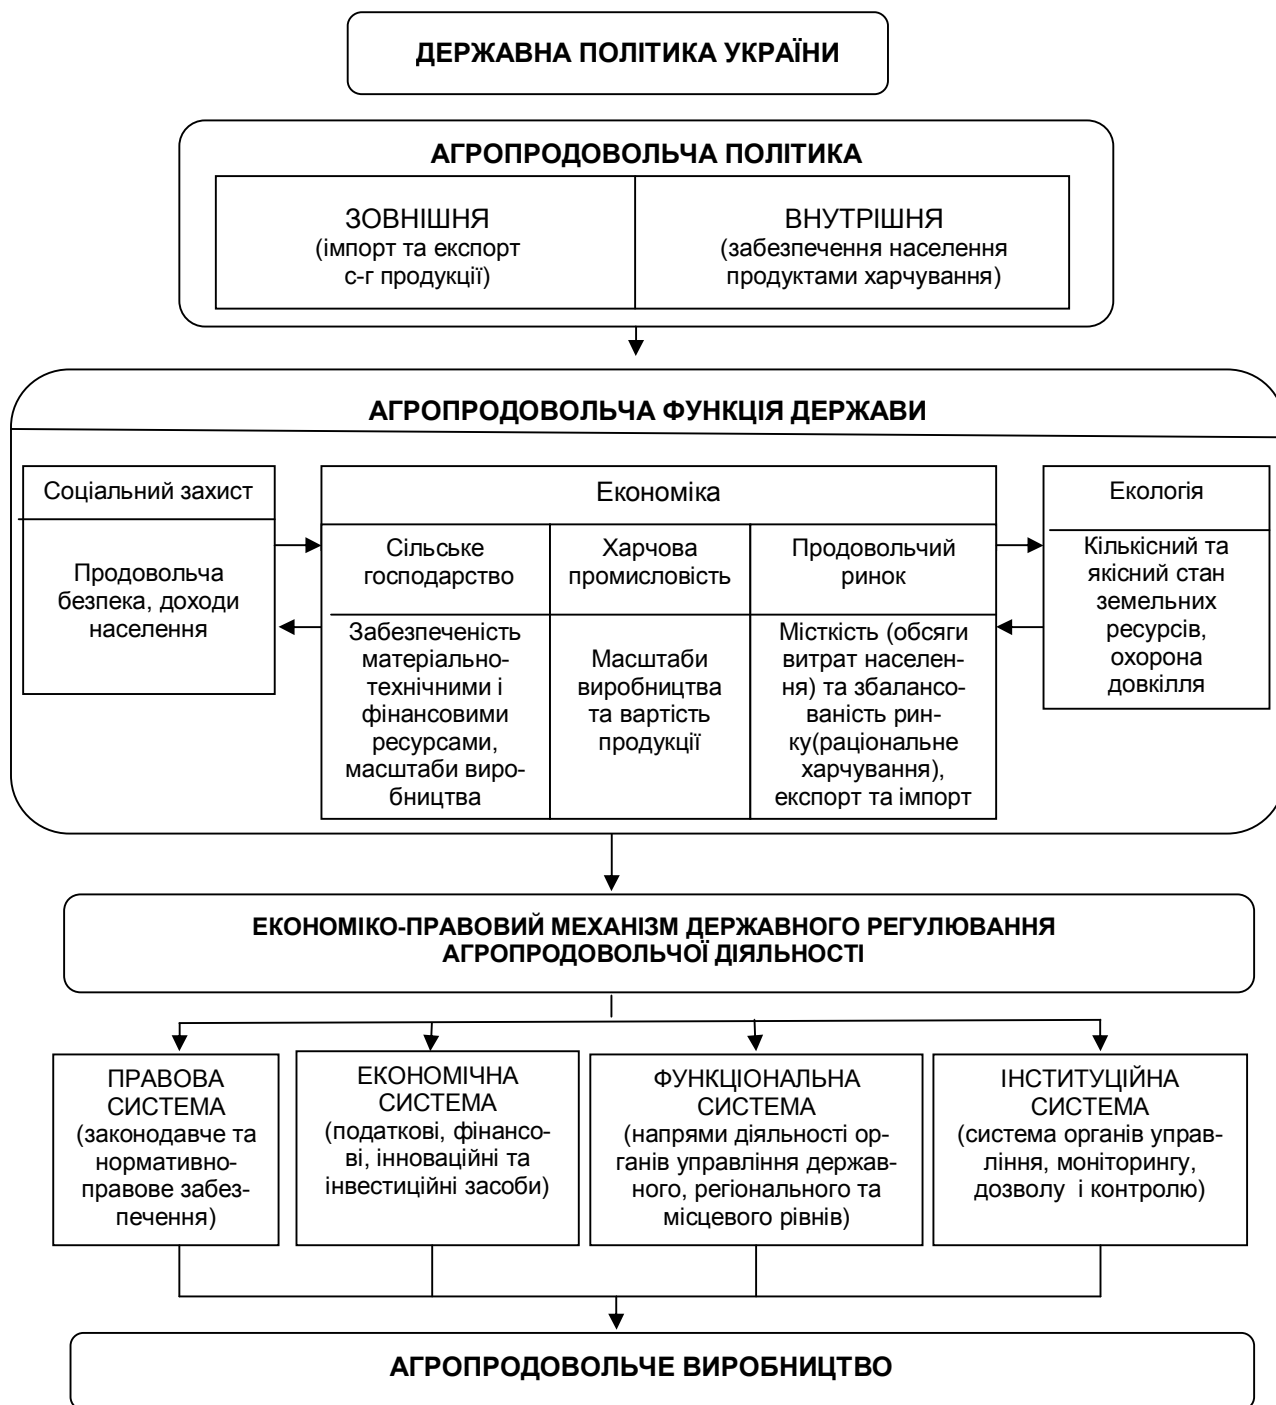 ДЕРЖАВНА ПОЛІТИКА УКРАЇНИ
АГРОПРОДОВОЛЬЧА ПОЛІТИКА
ЗОВНІШНЯ
(імпорт та експорт
с-г продукції)
ВНУТРІШНЯ
(забезпечення населення
продуктами харчування)
АГРОПРОДОВОЛЬЧА ФУНКЦІЯ ДЕРЖАВИ
Соціальний захист
Продовольча
безпека, доходи
населення
Економіка
Сільське
господарство
Забезпеченість
матеріально-
технічними і
фінансовими
ресурсами,
масштаби виро-
бництва
Харчова
промисловість
Масштаби
виробництва
та вартість
продукції
Продовольчий
ринок
Місткість (обсяги
витрат населен-
ня) та збалансо-
ваність рин-
ку(раціональне
харчування),
експорт та імпорт
Екологія
Кількісний та
якісний стан
земельних
ресурсів,
охорона
довкілля
ЕКОНОМІКО-ПРАВОВИЙ МЕХАНІЗМ ДЕРЖАВНОГО РЕГУЛЮВАННЯ
АГРОПРОДОВОЛЬЧОЇ ДІЯЛЬНОСТІ
ПРАВОВА
СИСТЕМА
(законодавче та
нормативно-
правове забез-
печення)
ЕКОНОМІЧНА
СИСТЕМА
(податкові, фінансо-
ві, інноваційні та
інвестиційні засоби)
ФУНКЦІОНАЛЬНА
СИСТЕМА
(напрями діяльності ор-
ганів управління держав-
ного, регіонального та
місцевого рівнів)
ІНСТИТУЦІЙНА
СИСТЕМА
(система органів управ-
ління, моніторингу,
дозволу і контролю)
АГРОПРОДОВОЛЬЧЕ ВИРОБНИЦТВО